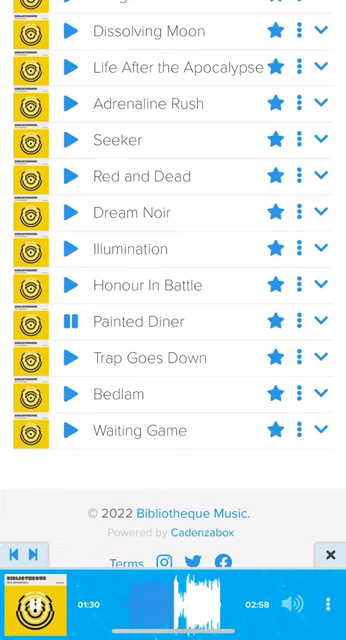 Dissolving Moon
Life After the Apocalypse
Adrenaline Rush
Seeker
Red and Dead
Dream Noir
Illumination
Honour In Battle
Painted Diner
Trap Goes Down
Bedlam
Waiting Game
© 2022 Bibliotheque Music.
Powered by Cadenzabox
Terms
BIBLIOTHEQUE
01:30
02:58